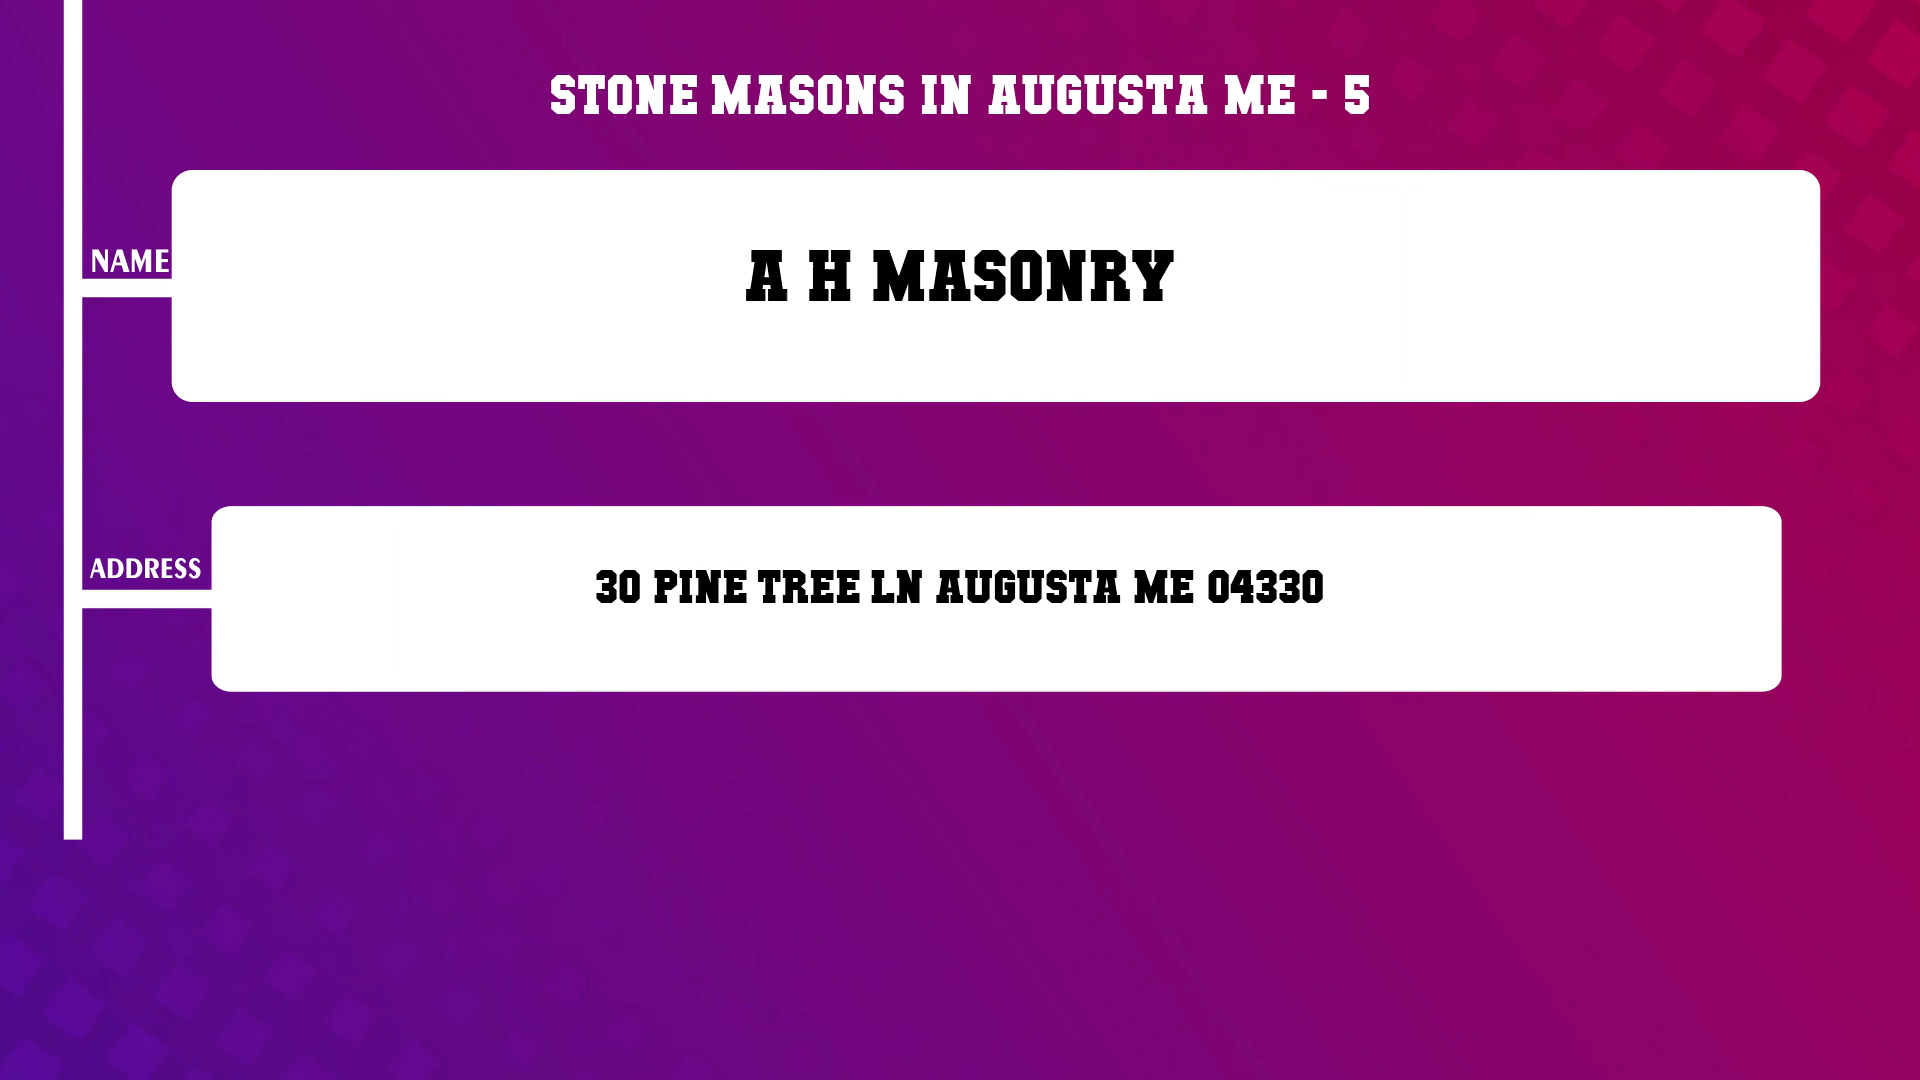 STONE MASONS IN AUGUSTA ME - 5
NAME
A H MASONRY
ADDRESS
30 PINE TREE LN AUGUSTA ME 04330